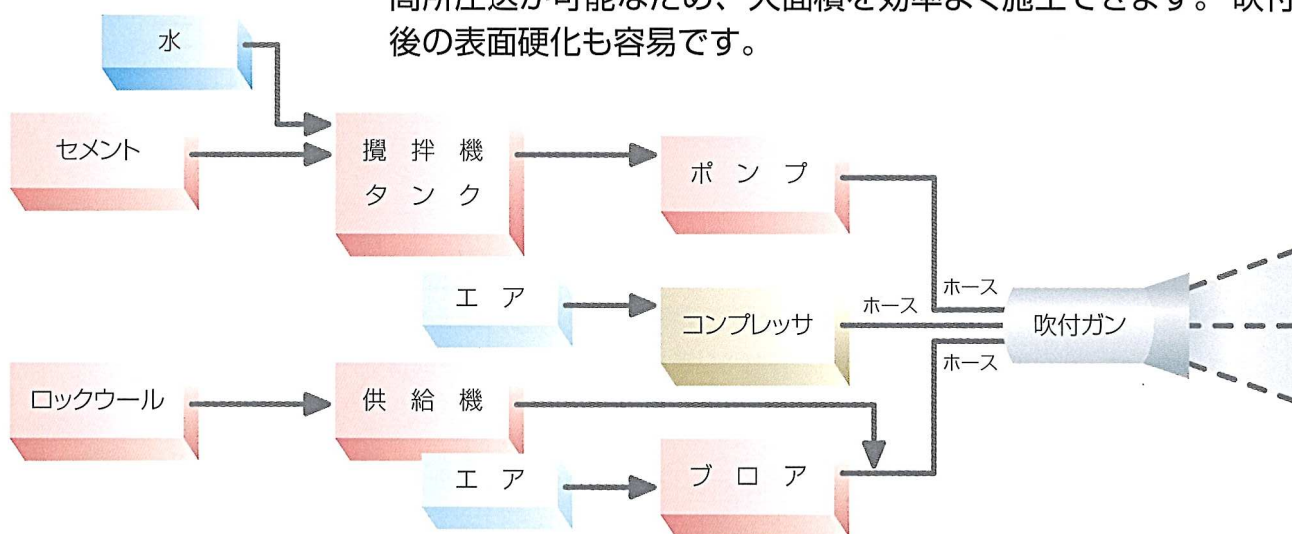 後の表面硬化も容易です。
水
セメント
攪拌機
タンク
ポンプ
エア
コンプレッサ
ホース
ホース
ホース
吹付ガン
ロックウール
供給機
エア
ブロア